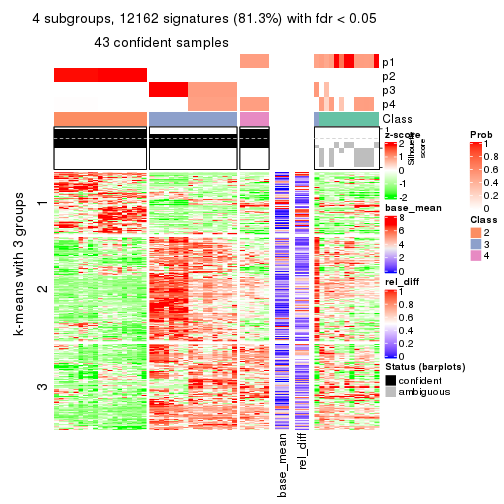 4 subgroups, 12162 signatures (81.3%) with fdr < 0.05
43 confident samples
p1
p2
p3
p4
Class
1
Silhouette
score
k-means with 3 groups
1
2
3
base_mean
rel_diff
z-score
2
1
0
-1
-2
base_mean
8
6
4
2
0
rel_diff
1
0.8
0.6
0.4
0.2
0
Status (barplots)
confident
ambiguous
Prob
1
0.8
0.6
0.4
0.2
0
Class
2
3
4